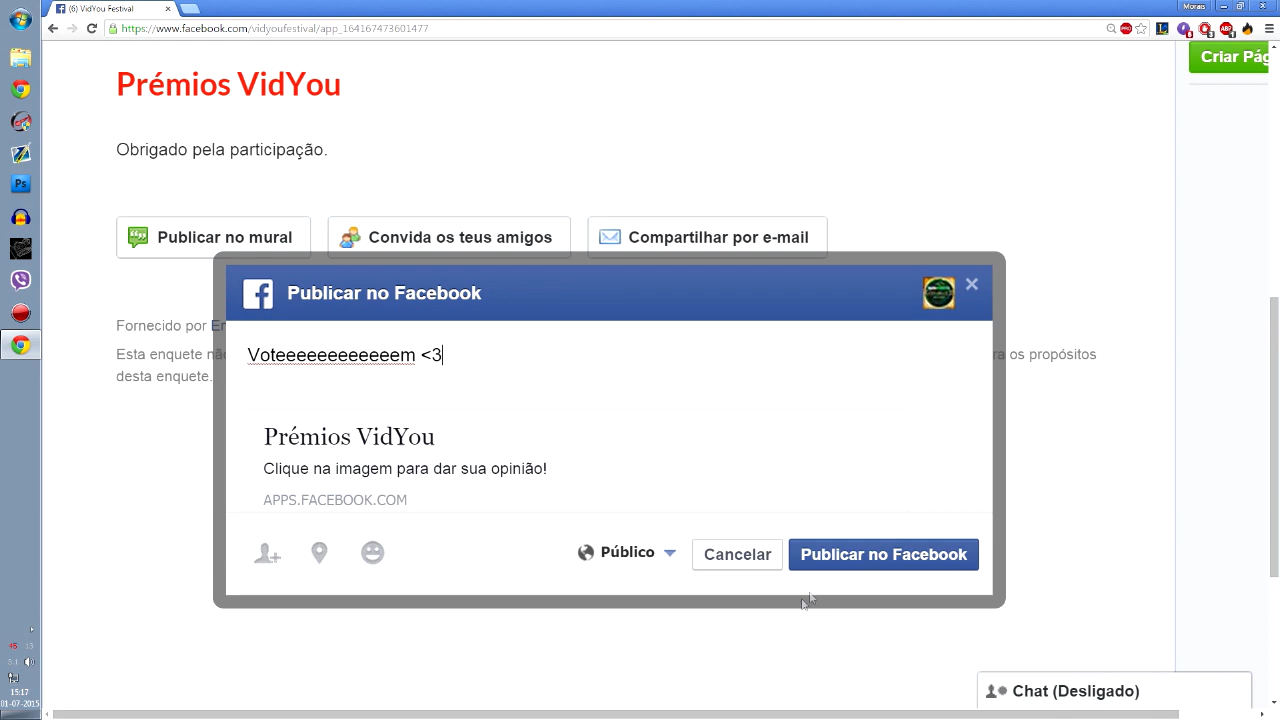 (6) VidYou Festival
Morais
https://www.facebook.com/vidyoufestival/app_164167473601477
Criar Pág
Prémios VidYou
Obrigado pela participação.
Publicar no mural
Convida os teus amigos
Compartilhar por e-mail
Publicar no Facebook
Fornecido por
Voteeeeeeeeeeeem <3
Esta enquete
a os propósitos
desta enquete.
Prémios VidYou
Clique na imagem para dar sua opinião!
APPS.FACEBOOK.COM
Público
Cancelar
Publicar no Facebook
Chat (Desligado)
Ps
45 13
15:17
01-07-2015